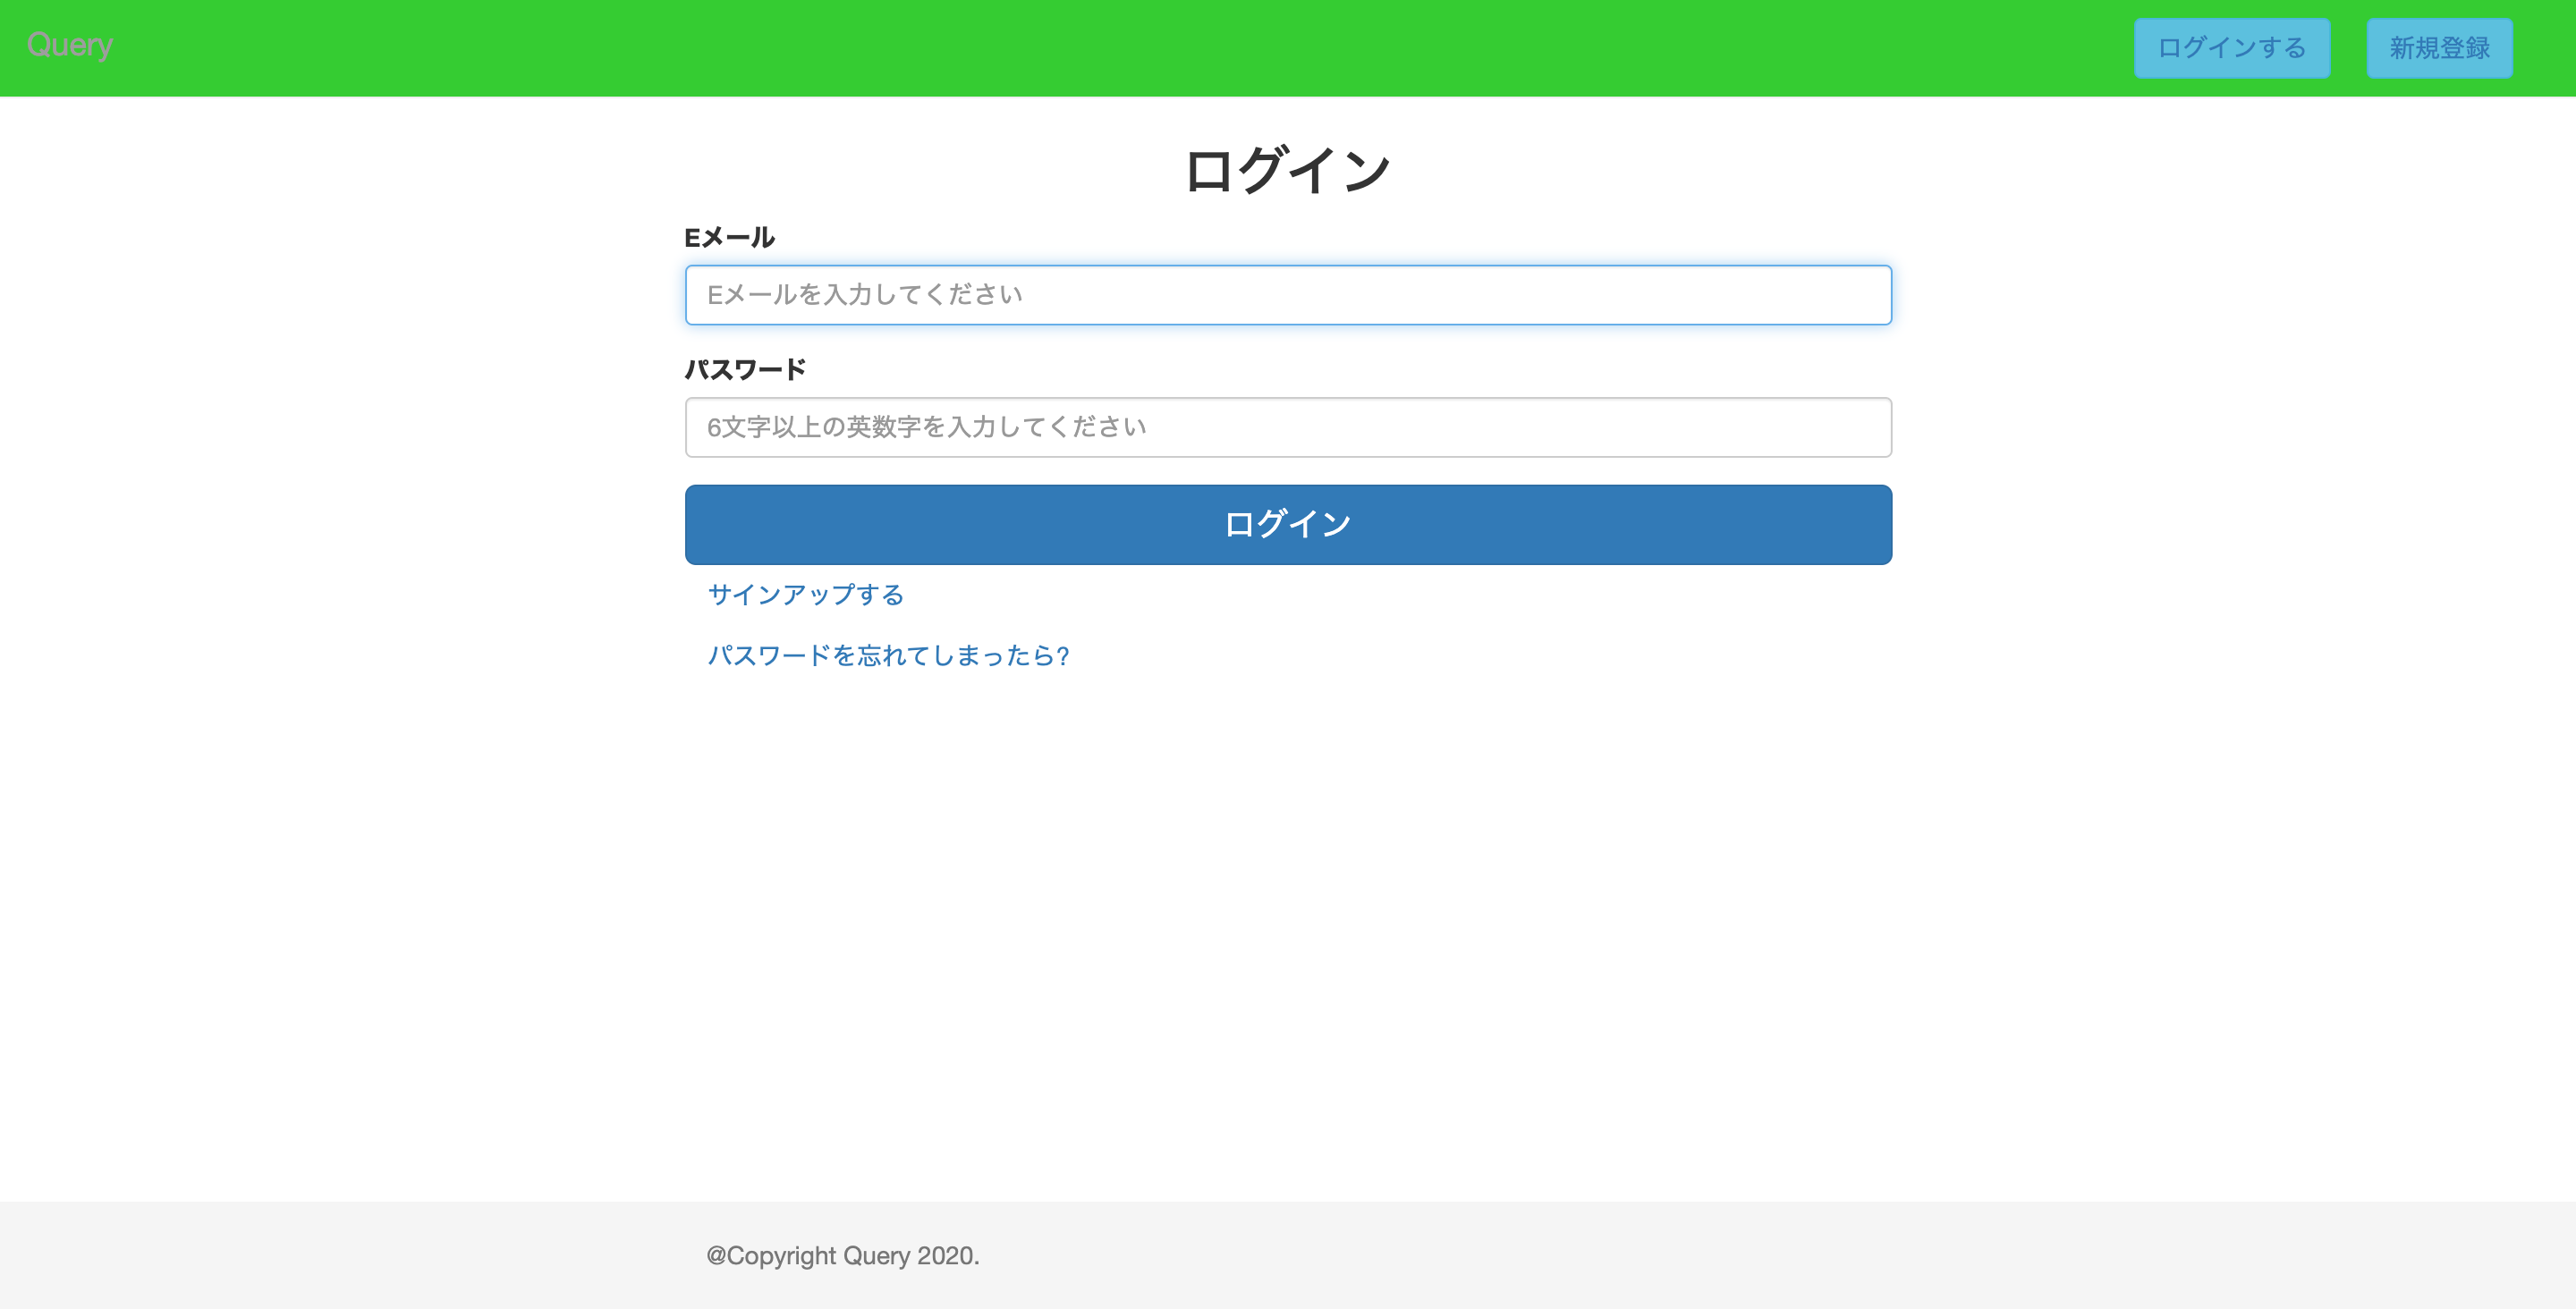 Query
ログインする
新規登録
ログイン
Eメール
Eメールを入力してください
パスワード
6文字以上の英数字を入力してください
ログイン
サインアップする
パスワードを忘れてしまったら?
@Copyright Query 2020.